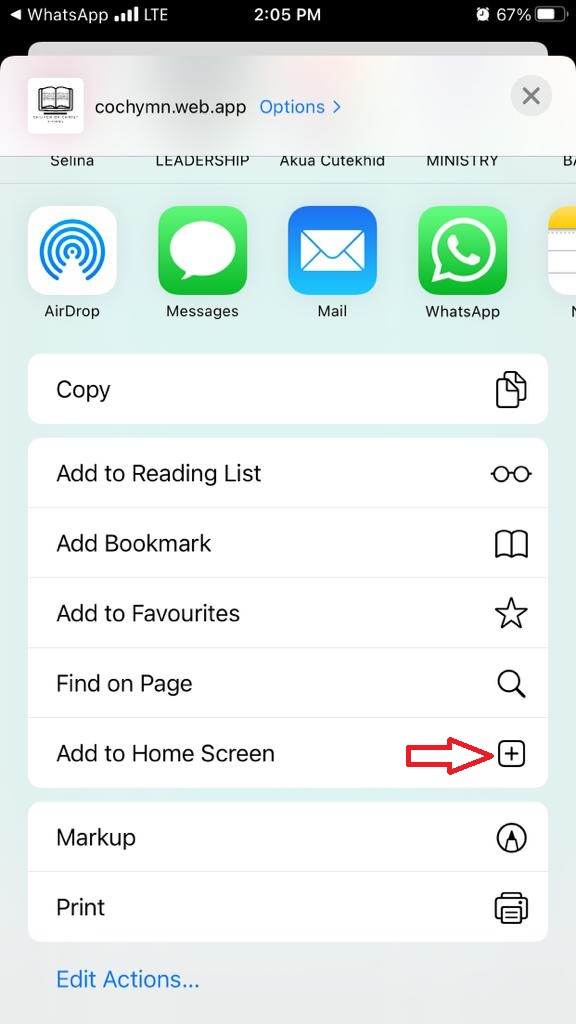 WhatsApp LTE 2:05 PM 67%
cochymn.web.app Options
Selina LEADERSHIP Akua Cutekhid MINISTRY BA
AirDrop Messages Mail WhatsApp N
Copy
Add to Reading List
Add Bookmark
Add to Favourites
Find on Page
Add to Home Screen
Markup
Print
Edit Actions...